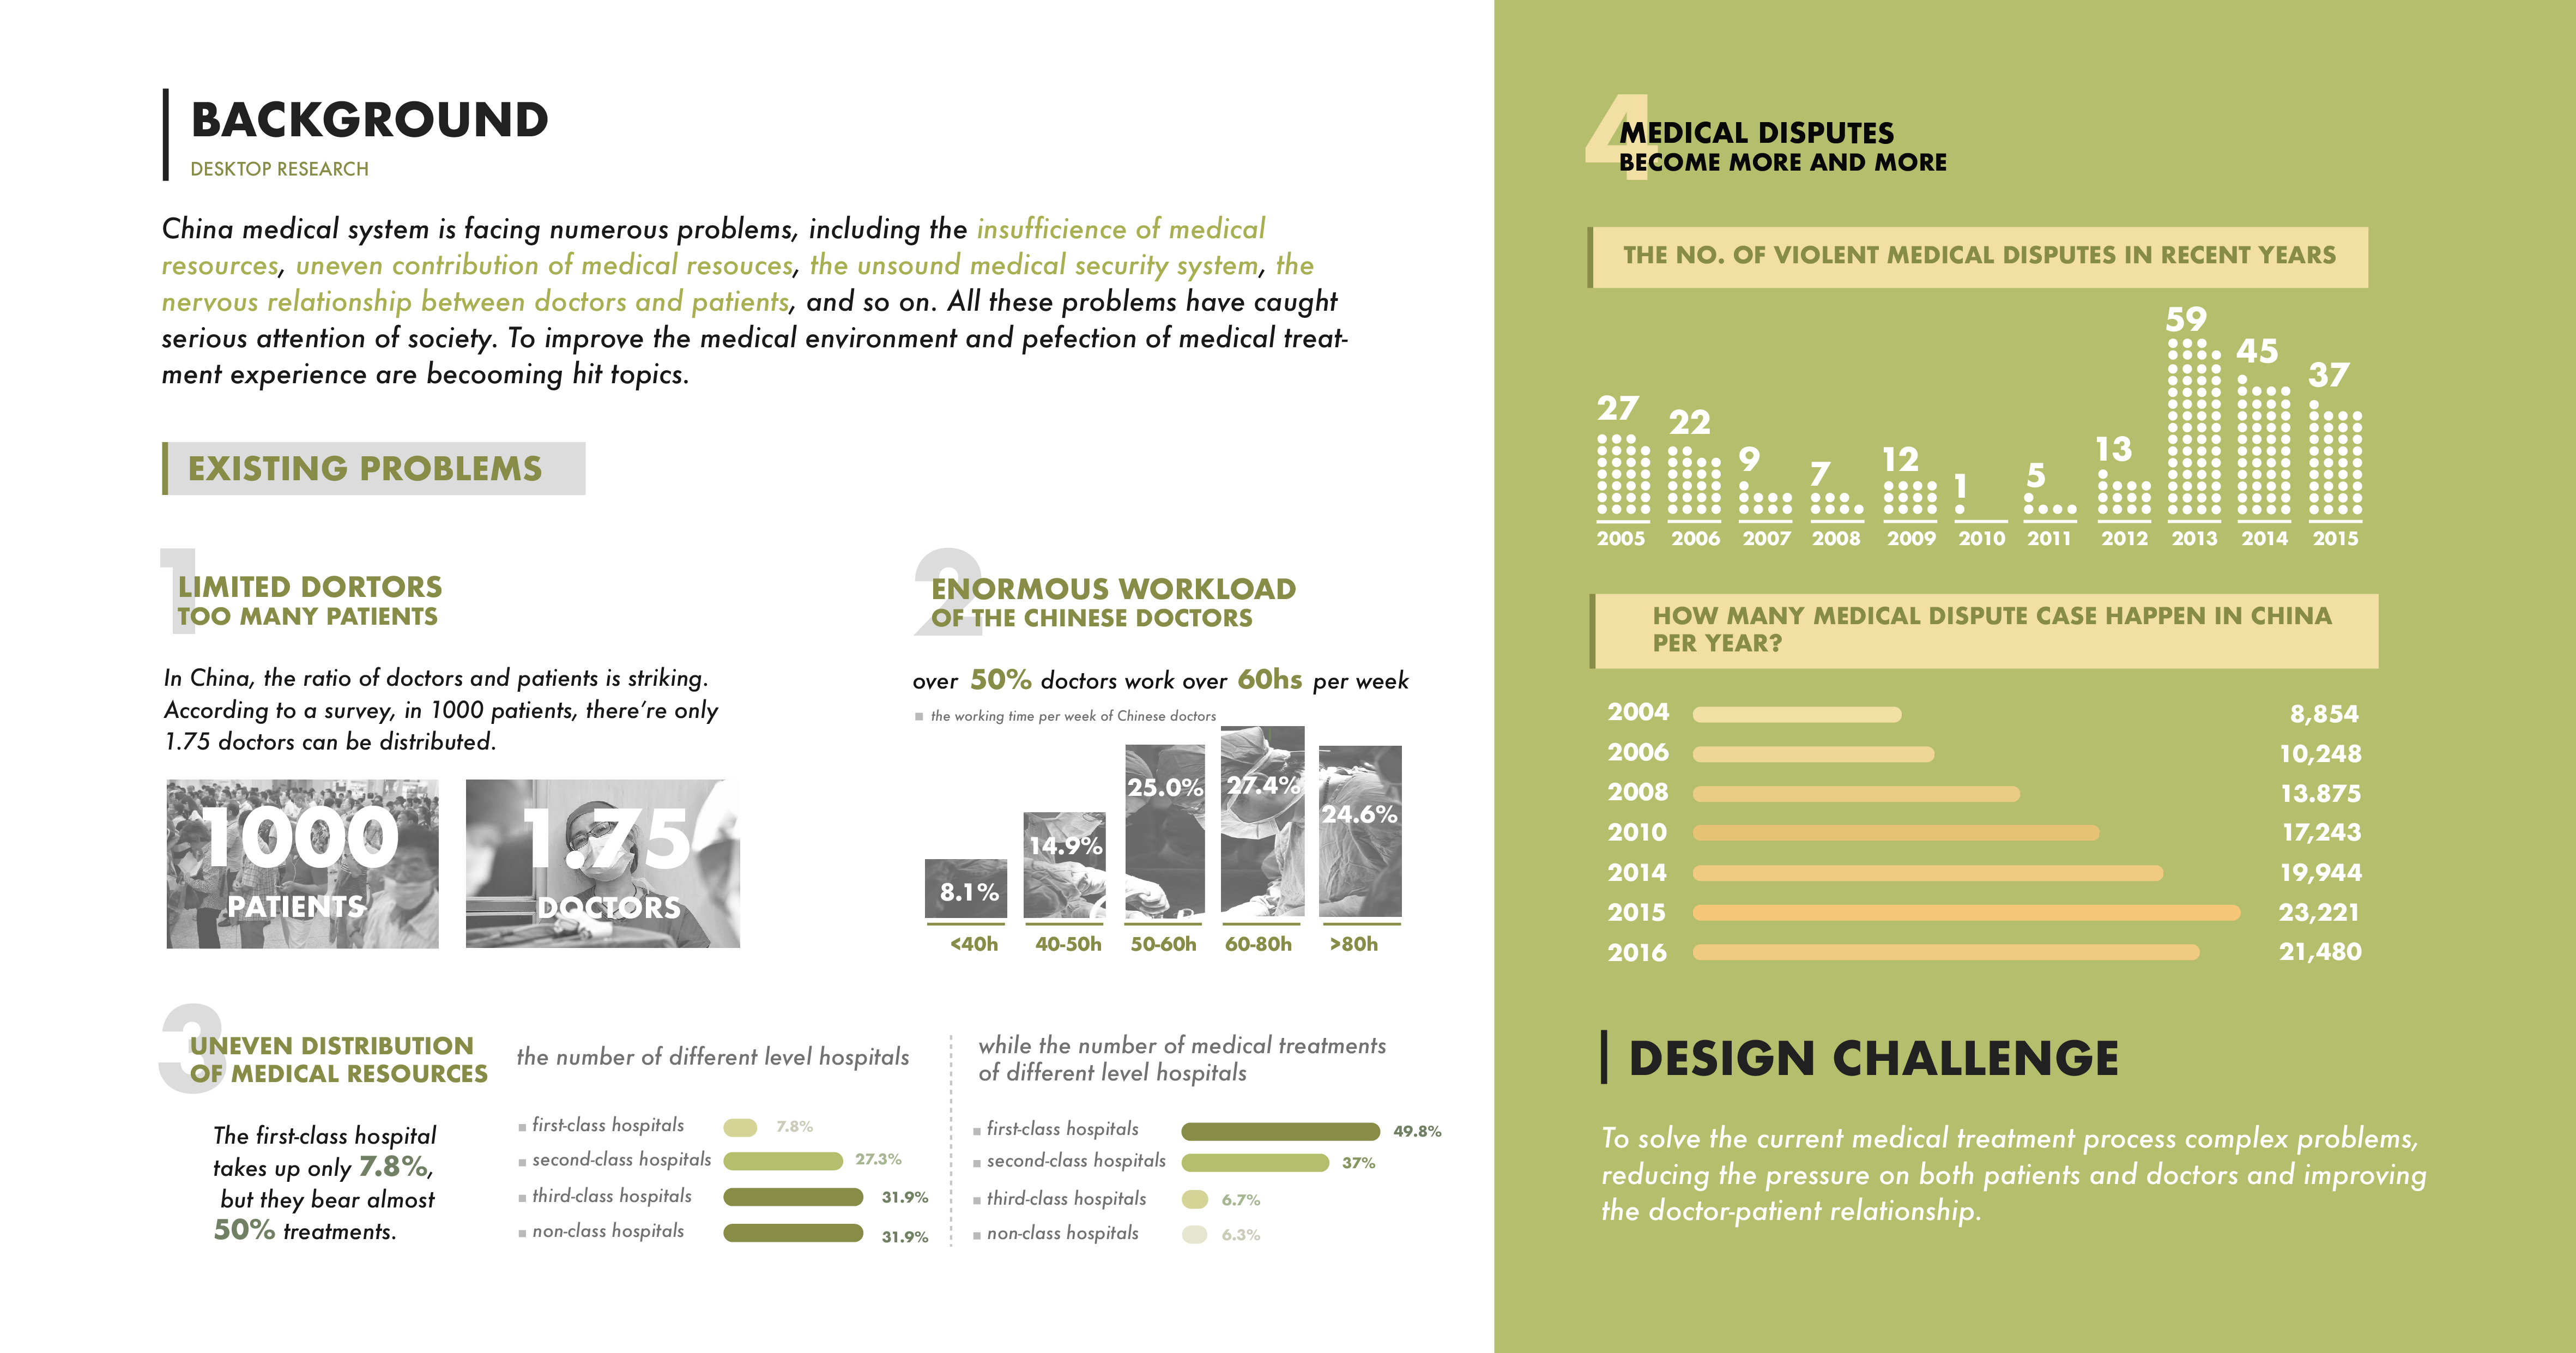 BACKGROUND
DESKTOP RESEARCH
China medical system is facing numerous problems, including the insufficience of medical
resources, uneven contribution of medical resouces, the unsound medical security system, the
nervous relationship between doctors and patients, and so on. All these problems have caught
serious attention of society. To improve the medical environment and pefection of medical treat-
ment experience are becooming hit topics.
EXISTING PROBLEMS
1
LIMITED DORTORS
TOO MANY PATIENTS
In China, the ratio of doctors and patients is striking.
According to a survey, in 1000 patients, there’re only
1.75 doctors can be distributed.
1000
PATIENTS
1.75
DOCTORS
2
ENORMOUS WORKLOAD
OF THE CHINESE DOCTORS
over 50% doctors work over 60hs per week
the working time per week of Chinese doctors
8.1%
14.9%
25.0%
27.4%
24.6%
<40h 40-50h 50-60h 60-80h >80h
3
UNEVEN DISTRIBUTION
OF MEDICAL RESOURCES
The first-class hospital
takes up only 7.8%,
but they bear almost
50% treatments.
the number of different level hospitals
first-class hospitals 7.8%
second-class hospitals 27.3%
third-class hospitals 31.9%
non-class hospitals 31.9%
while the number of medical treatments
of different level hospitals
first-class hospitals 49.8%
second-class hospitals 37%
third-class hospitals 6.7%
non-class hospitals 6.3%
4
MEDICAL DISPUTES
BECOME MORE AND MORE
THE NO. OF VIOLENT MEDICAL DISPUTES IN RECENT YEARS
27 22 9 7 12 1 5 13 59 45 37
2005 2006 2007 2008 2009 2010 2011 2012 2013 2014 2015
HOW MANY MEDICAL DISPUTE CASE HAPPEN IN CHINA
PER YEAR?
2004 8,854
2006 10,248
2008 13.875
2010 17,243
2014 19,944
2015 23,221
2016 21,480
DESIGN CHALLENGE
To solve the current medical treatment process complex problems,
reducing the pressure on both patients and doctors and improving
the doctor-patient relationship.